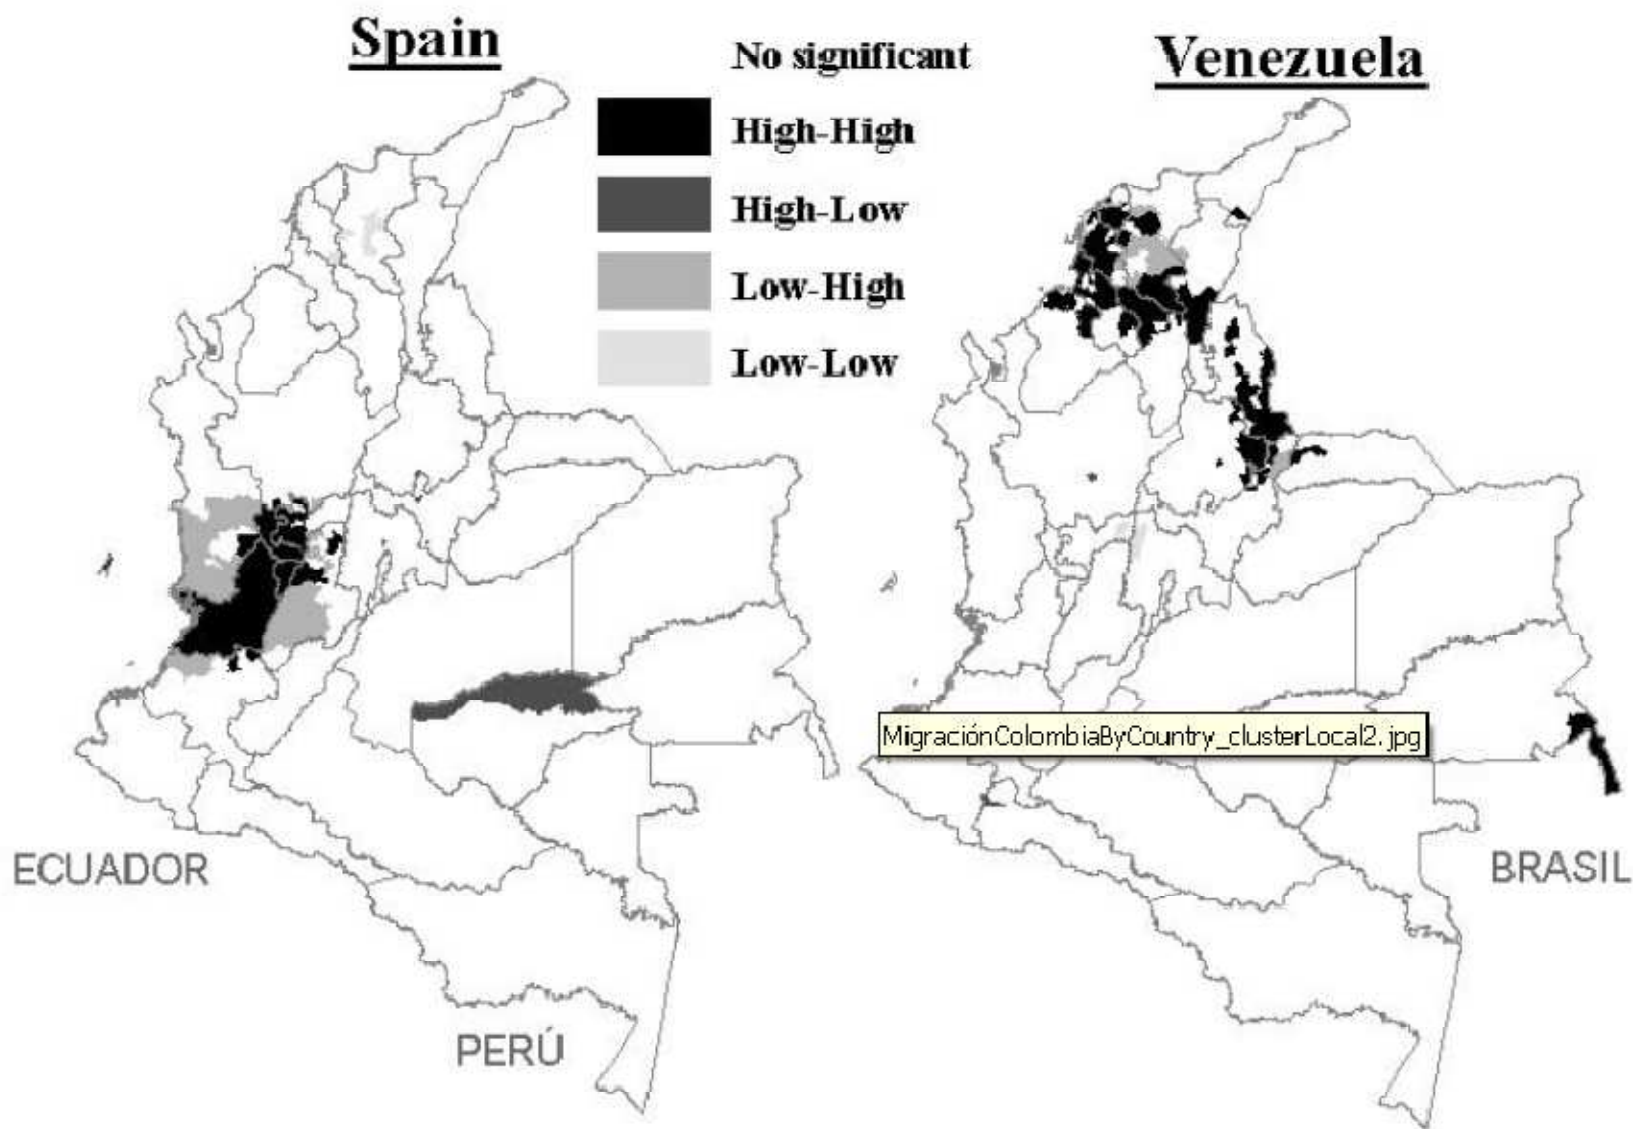 Spain
No significant
High-High
High-Low
Low-High
Low-Low
Venezuela
MigraciónColombiaByCountry_clusterLocal2.jpg
ECUADOR
PERÚ
BRASIL